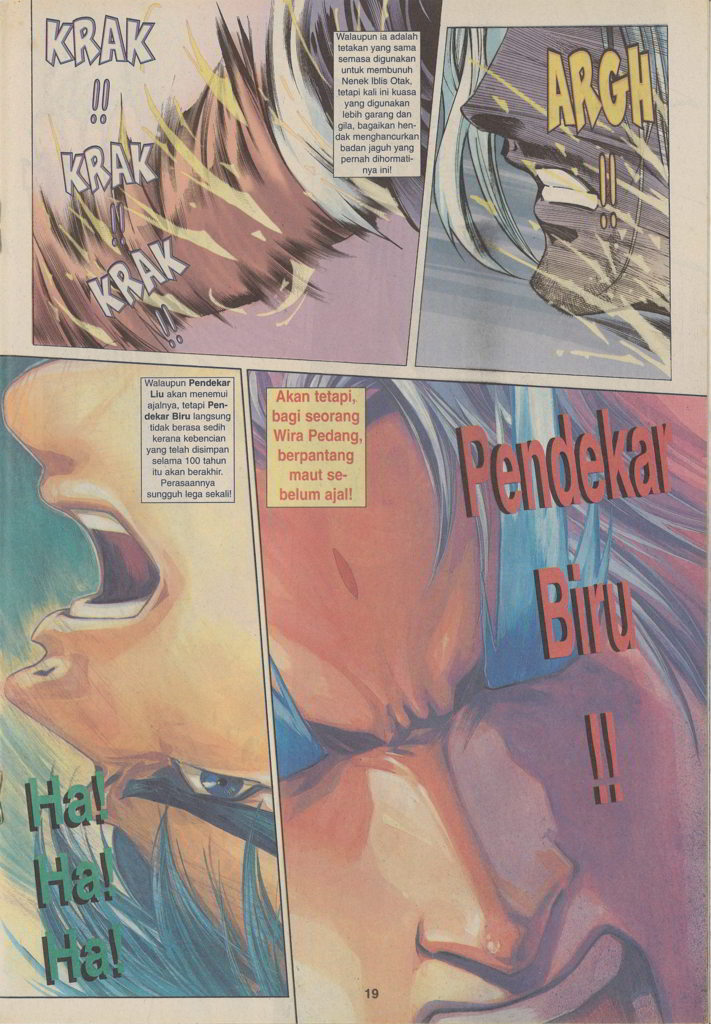 KRAK
!!
KRAK
!!
KRAK
!!
Walaupun ia adalah
tetakan yang sama
semasa digunakan
untuk membunuh
Nenek Iblis Otak,
tetapi kali ini kuasa
yang digunakan
lebih garang dan
gila, bagaikan hen-
dak menghancurkan
badan jaguh yang
pernah dihormati-
nya ini!
ARGH
!!
Walaupun Pendekar
Liu akan menemui
ajalnya, tetapi Pen-
dekar Biru langsung
tidak berasa sedih
kerana kebencian
yang telah disimpan
selama 100 tahun
itu akan berakhir.
Perasaannya
sungguh lega sekali!
Ha!
Ha!
Ha!
Akan tetapi,
bagi seorang
Wira Pedang,
berpantang
maut se-
belum ajal!
Pendekar
Biru
!!
19